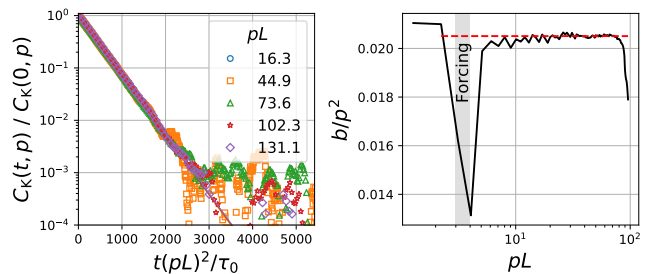 10⁰
10⁻¹
10⁻²
10⁻³
10⁻⁴
C_K(t, p) / C_K(0, p)
0 1000 2000 3000 4000 5000
t(pL)²/τ₀
pL
16.3
44.9
73.6
102.3
131.1
0.020
0.018
0.016
0.014
b/p²
Forcing
10¹ 10²
pL